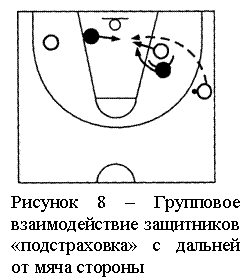 Рисунок 8 – Групповое
взаимодействие защитников
«подстраховка» с дальней
от мяча стороны